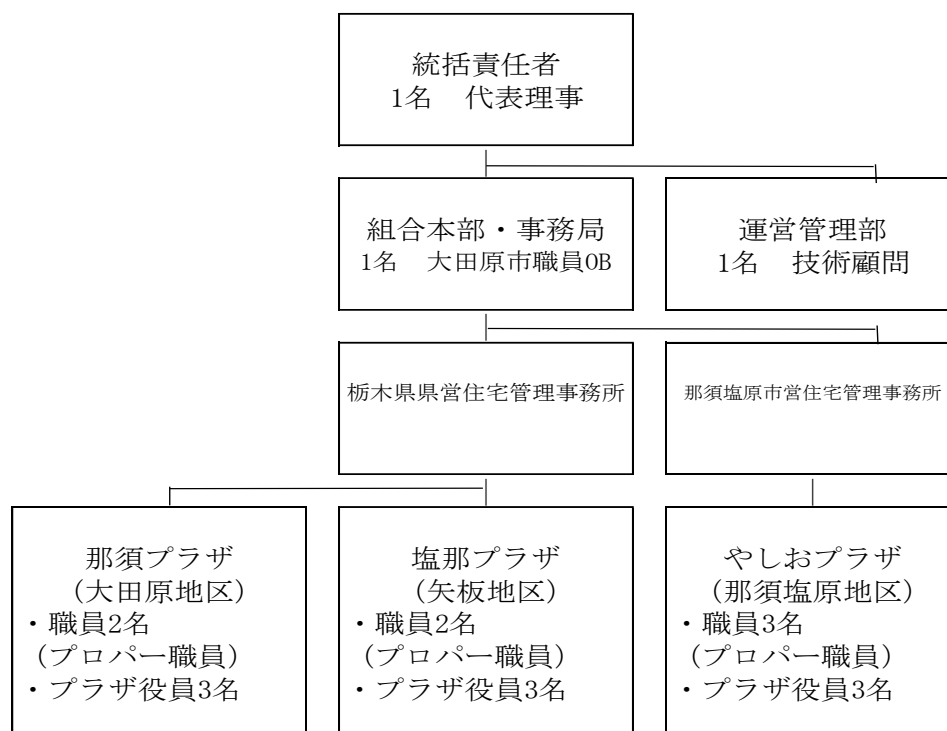 統括責任者
1名　代表理事
組合本部・事務局
1名　大田原市職員OB
運営管理部
1名　技術顧問
栃木県県営住宅管理事務所
那須塩原市営住宅管理事務所
那須プラザ
(大田原地区)
・職員2名
(プロパー職員)
・プラザ役員3名
塩那プラザ
(矢板地区)
・職員2名
(プロパー職員)
・プラザ役員3名
やしおプラザ
(那須塩原地区)
・職員3名
(プロパー職員)
・プラザ役員3名